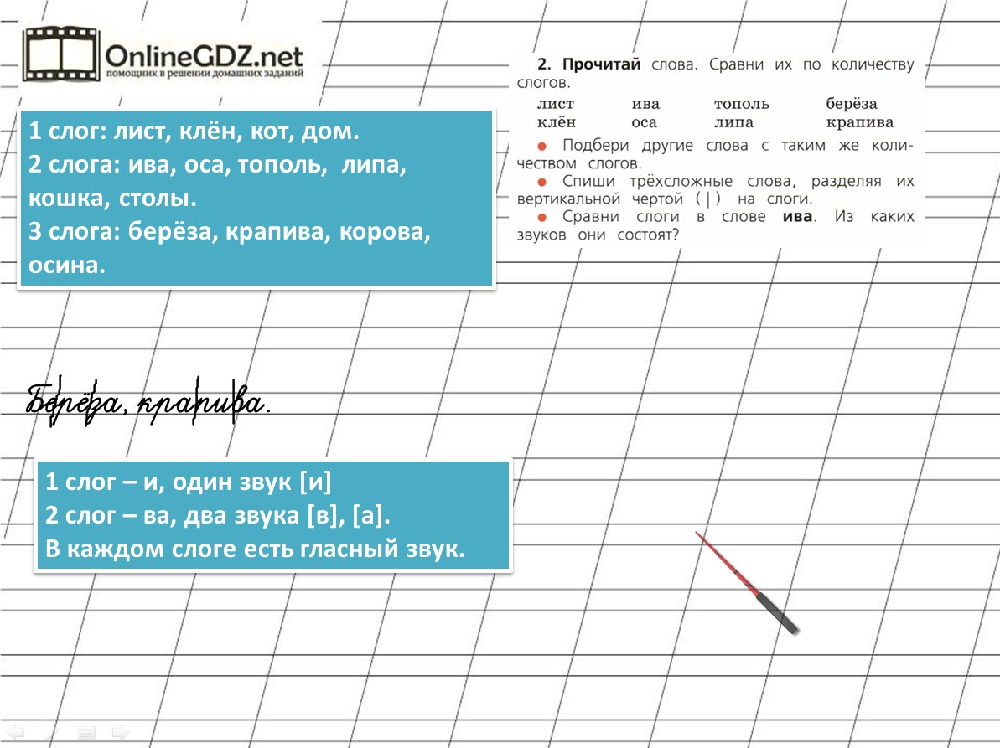 OnlineGDZ.net
помощник в решении домашних заданий
2. Прочитай слова. Сравни их по количеству
слогов.
лист ива тополь берёза
клён оса липа крапива
• Подбери другие слова с таким же коли-
чеством слогов.
• Спиши трёхсложные слова, разделяя их
вертикальной чертой (|) на слоги.
• Сравни слоги в слове ива. Из каких
звуков они состоят?
1 слог: лист, клён, кот, дом.
2 слога: ива, оса, тополь, липа,
кошка, столы.
3 слога: берёза, крапива, корова,
осина.
Бе|рё|за, кра|пи|ва.
1 слог – и, один звук [и]
2 слог – ва, два звука [в], [а].
В каждом слоге есть гласный звук.